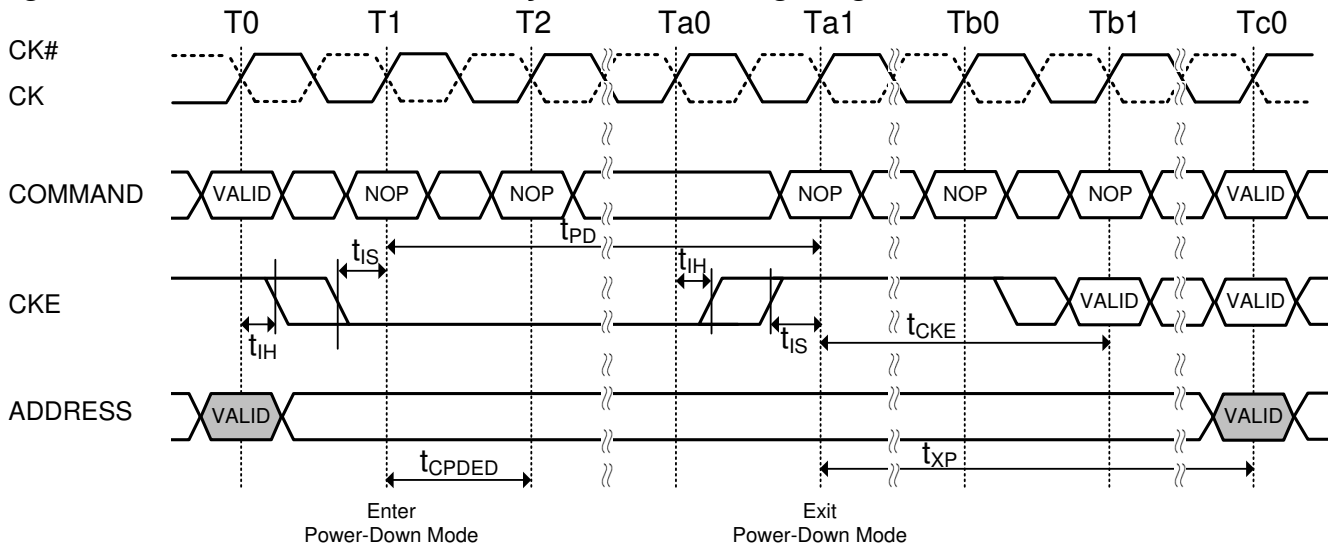 T0 T1 T2 Ta0 Ta1 Tb0 Tb1 Tc0
CK#
CK
COMMAND VALID NOP NOP NOP NOP NOP VALID
tPD
tIS tIH
CKE VALID VALID
tIH tIS tCKE
ADDRESS VALID VALID
tCPDED tXP
Enter
Power-Down Mode
Exit
Power-Down Mode